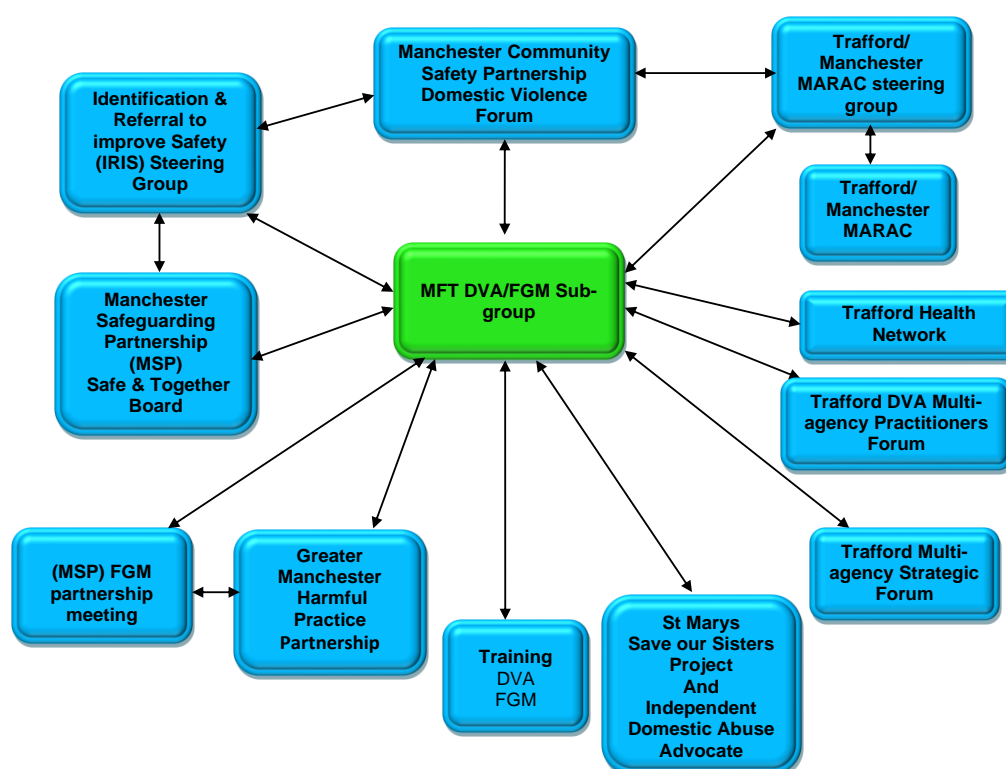 Manchester Community
Safety Partnership
Domestic Violence
Forum
Trafford/
Manchester
MARAC steering
group
Identification &
Referral to
improve Safety
(IRIS) Steering
Group
Trafford/
Manchester
MARAC
MFT DVA/FGM Sub-
group
Manchester
Safeguarding
Partnership
(MSP)
Safe & Together
Board
Trafford Health
Network
Trafford DVA Multi-
agency Practitioners
Forum
(MSP) FGM
partnership
meeting
Greater
Manchester
Harmful
Practice
Partnership
Training
DVA
FGM
St Marys
Save our Sisters
Project
And
Independent
Domestic Abuse
Advocate
Trafford Multi-
agency Strategic
Forum